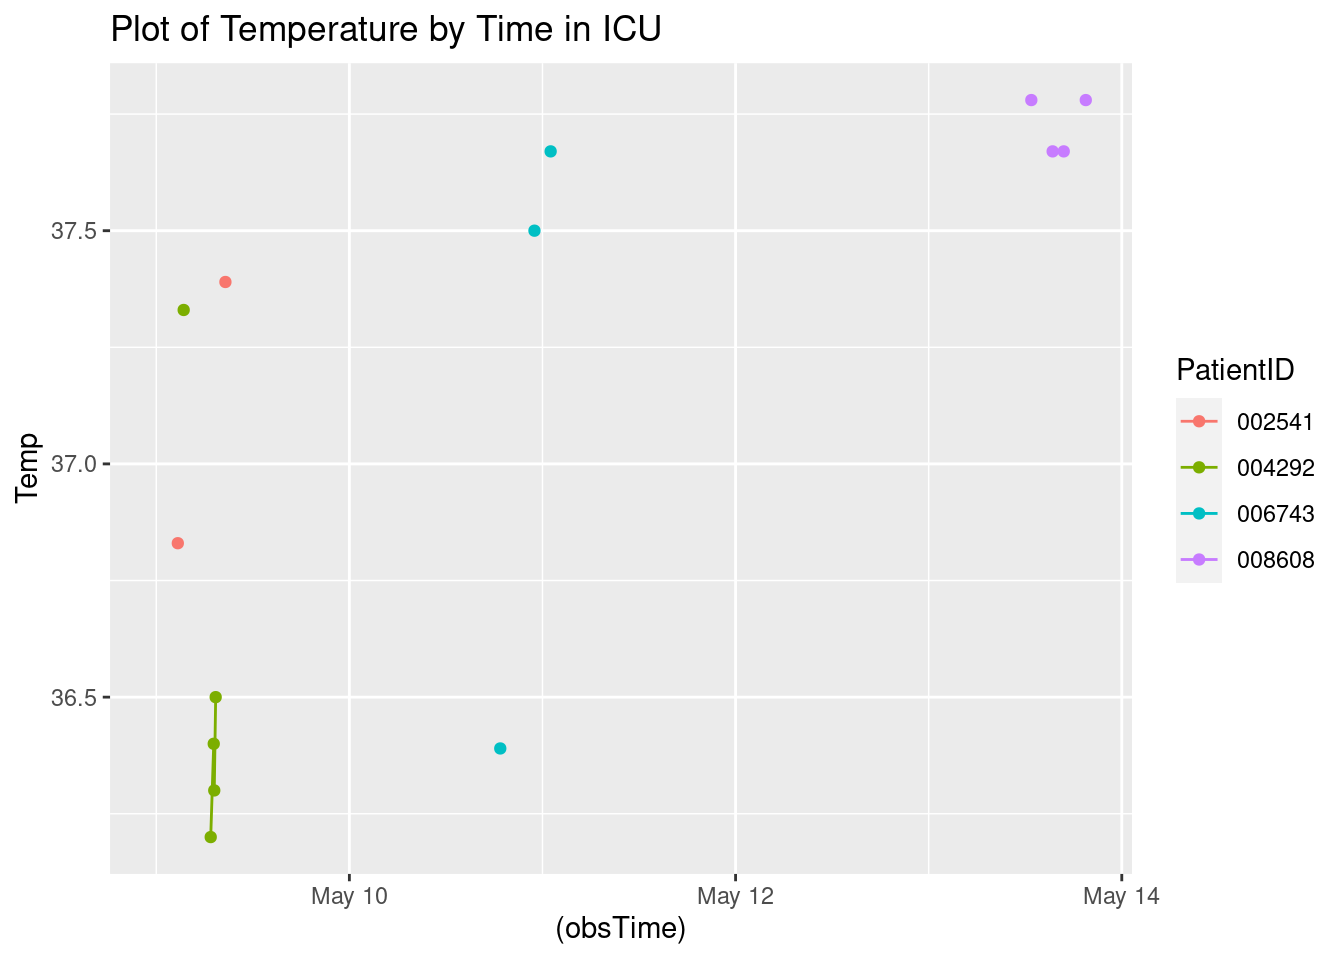 Plot of Temperature by Time in ICU
37.5
37.0
36.5
Temp
May 10
May 12
May 14
(obsTime)
PatientID
002541
004292
006743
008608